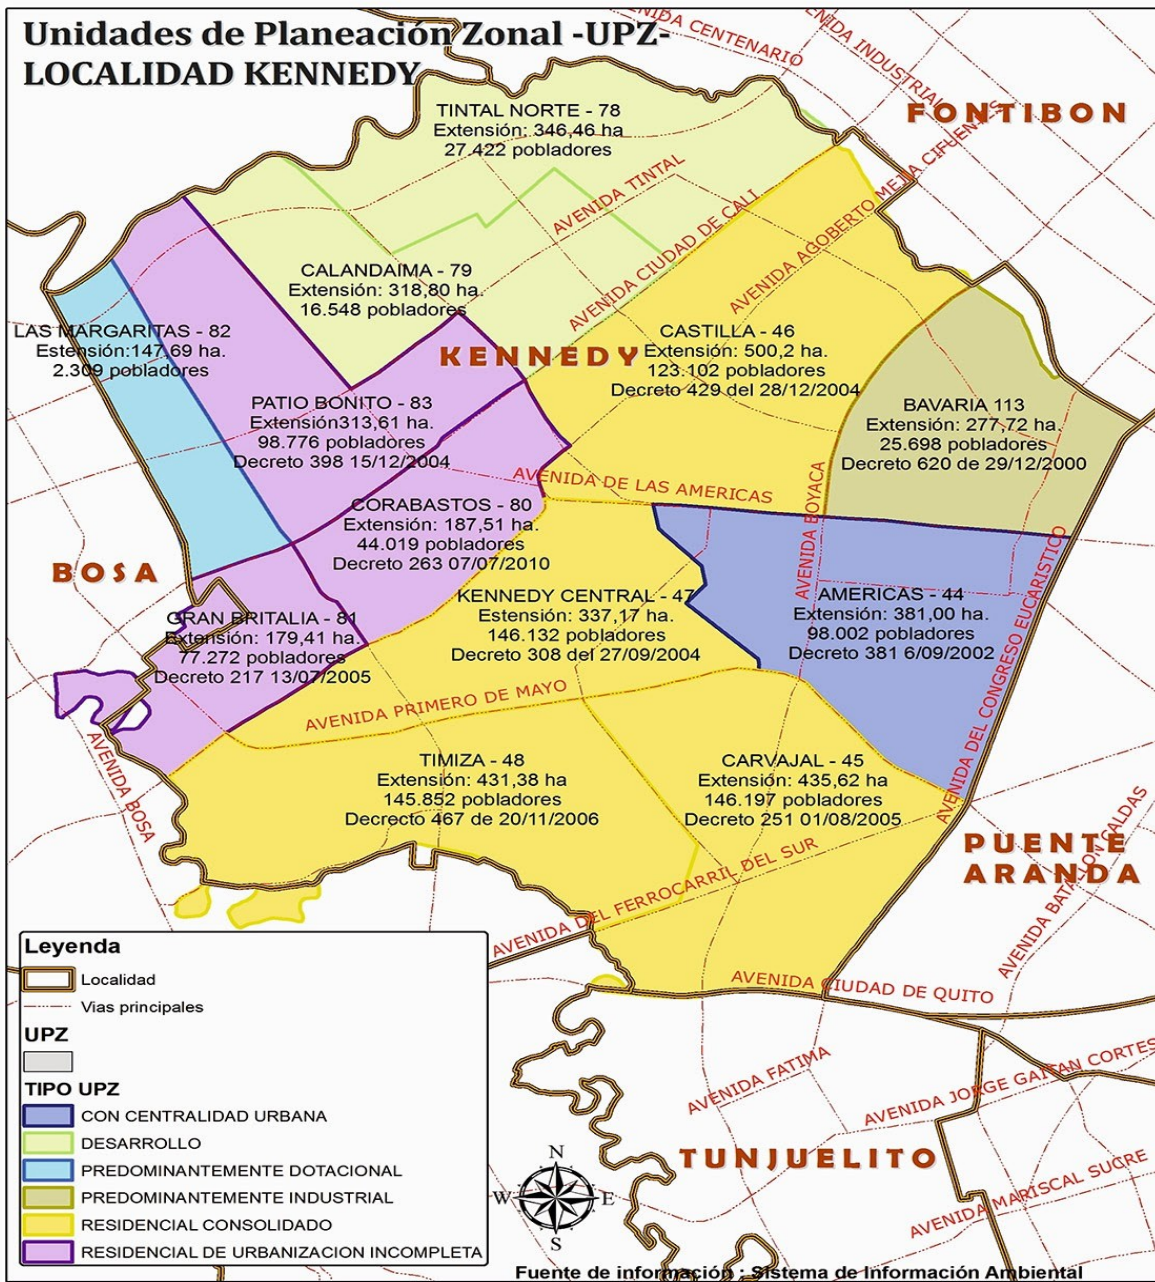 Unidades de Planeación Zonal -UPZ-
LOCALIDAD KENNEDY
AVENIDA CENTENARIO
AVENIDA INDUSTRIAL
FONTIBON
TINTAL NORTE - 78
Extensión: 346,46 ha
27.422 pobladores
AVENIDA TINTAL
AVENIDA CIUDAD DE CALI
AVENIDA AGOBERTO MEJIA CIFUENTES
CALANDAIMA - 79
Extensión: 318,80 ha.
16.548 pobladores
LAS MARGARITAS - 82
Estensión:147,69 ha.
2.309 pobladores
KENNEDY
CASTILLA - 46
Extensión: 500,2 ha.
123.102 pobladores
Decreto 429 del 28/12/2004
PATIO BONITO - 83
Extensión313,61 ha.
98.776 pobladores
Decreto 398 15/12/2004
BAVARIA 113
Extensión: 277,72 ha.
25.698 pobladores
Decreto 620 de 29/12/2000
AVENIDA DE LAS AMERICAS
AVENIDA BOYACA
CORABASTOS - 80
Extensión: 187,51 ha.
44.019 pobladores
Decreto 263 07/07/2010
BOSA
KENNEDY CENTRAL - 47
Estensión: 337,17 ha.
146.132 pobladores
Decreto 308 del 27/09/2004
AMERICAS - 44
Extensión: 381,00 ha.
98.002 pobladores
Decreto 381 6/09/2002
AVENIDA DEL CONGRESO EUCARISTICO
GRAN BRITALIA - 81
Extensión: 179,41 ha.
77.272 pobladores
Decreto 217 13/07/2005
AVENIDA PRIMERO DE MAYO
AVENIDA BOSA
TIMIZA - 48
Extensión: 431,38 ha
145.852 pobladores
Decrecto 467 de 20/11/2006
CARVAJAL - 45
Extensión: 435,62 ha
146.197 pobladores
Decreto 251 01/08/2005
PUENTE
ARANDA
AVENIDA BATALLON CALDAS
AVENIDA DEL FERROCARRIL DEL SUR
AVENIDA CIUDAD DE QUITO
AVENIDA FATIMA
AVENIDA JORGE GAITAN CORTES
TUNJUELITO
AVENIDA MARISCAL SUCRE
Leyenda
Localidad
Vias principales
UPZ
TIPO UPZ
CON CENTRALIDAD URBANA
DESARROLLO
PREDOMINANTEMENTE DOTACIONAL
PREDOMINANTEMENTE INDUSTRIAL
RESIDENCIAL CONSOLIDADO
RESIDENCIAL DE URBANIZACION INCOMPLETA
N
W E
S
Fuente de información : Sistema de Información Ambiental